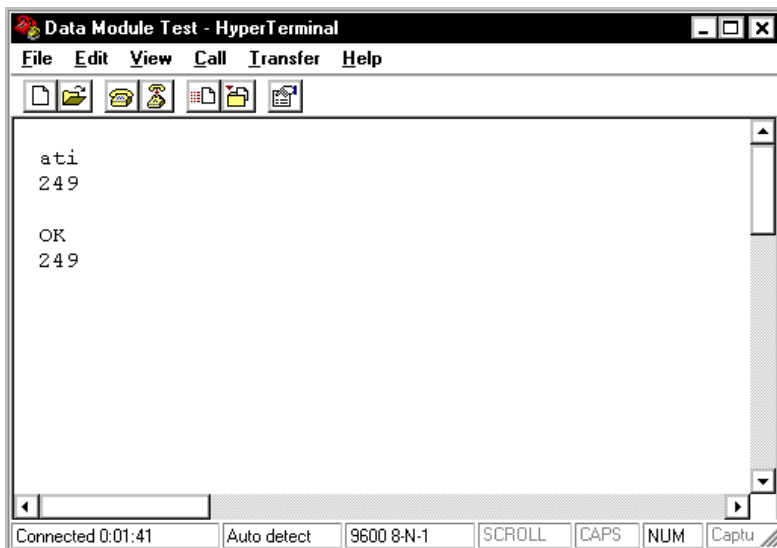 Data Module Test - HyperTerminal
File Edit View Call Transfer Help
ati
249
OK
249
Connected 0:01:41 Auto detect 9600 8-N-1 SCROLL CAPS NUM Captu